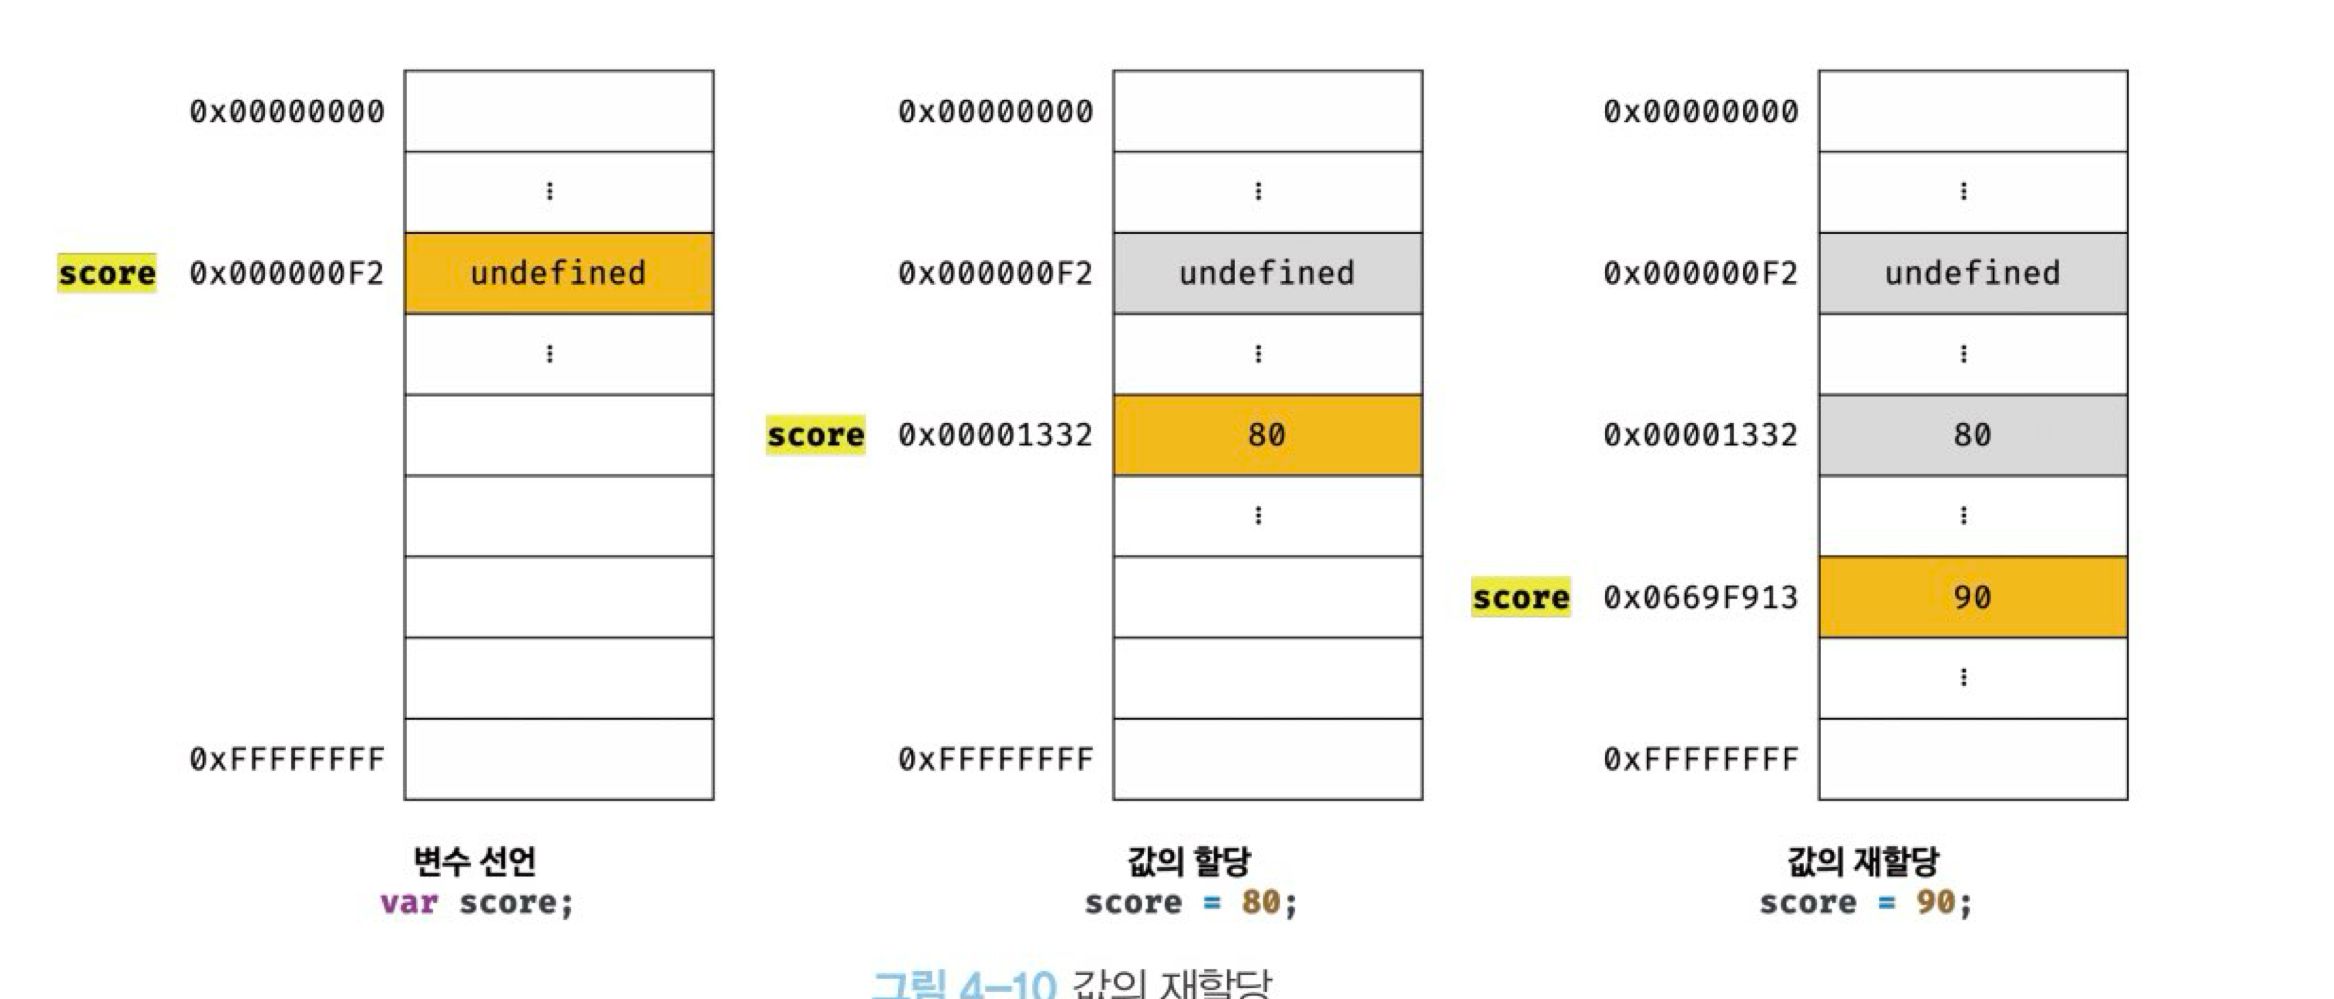 0x00000000
⋮
score 0x000000F2 undefined
⋮
0xFFFFFFFF
변수 선언
var score;
0x00000000
⋮
0x000000F2 undefined
⋮
score 0x00001332 80
⋮
0xFFFFFFFF
값의 할당
score = 80;
0x00000000
⋮
0x000000F2 undefined
⋮
0x00001332 80
⋮
score 0x0669F913 90
⋮
0xFFFFFFFF
값의 재할당
score = 90;
그림 4-10 값의 재할당